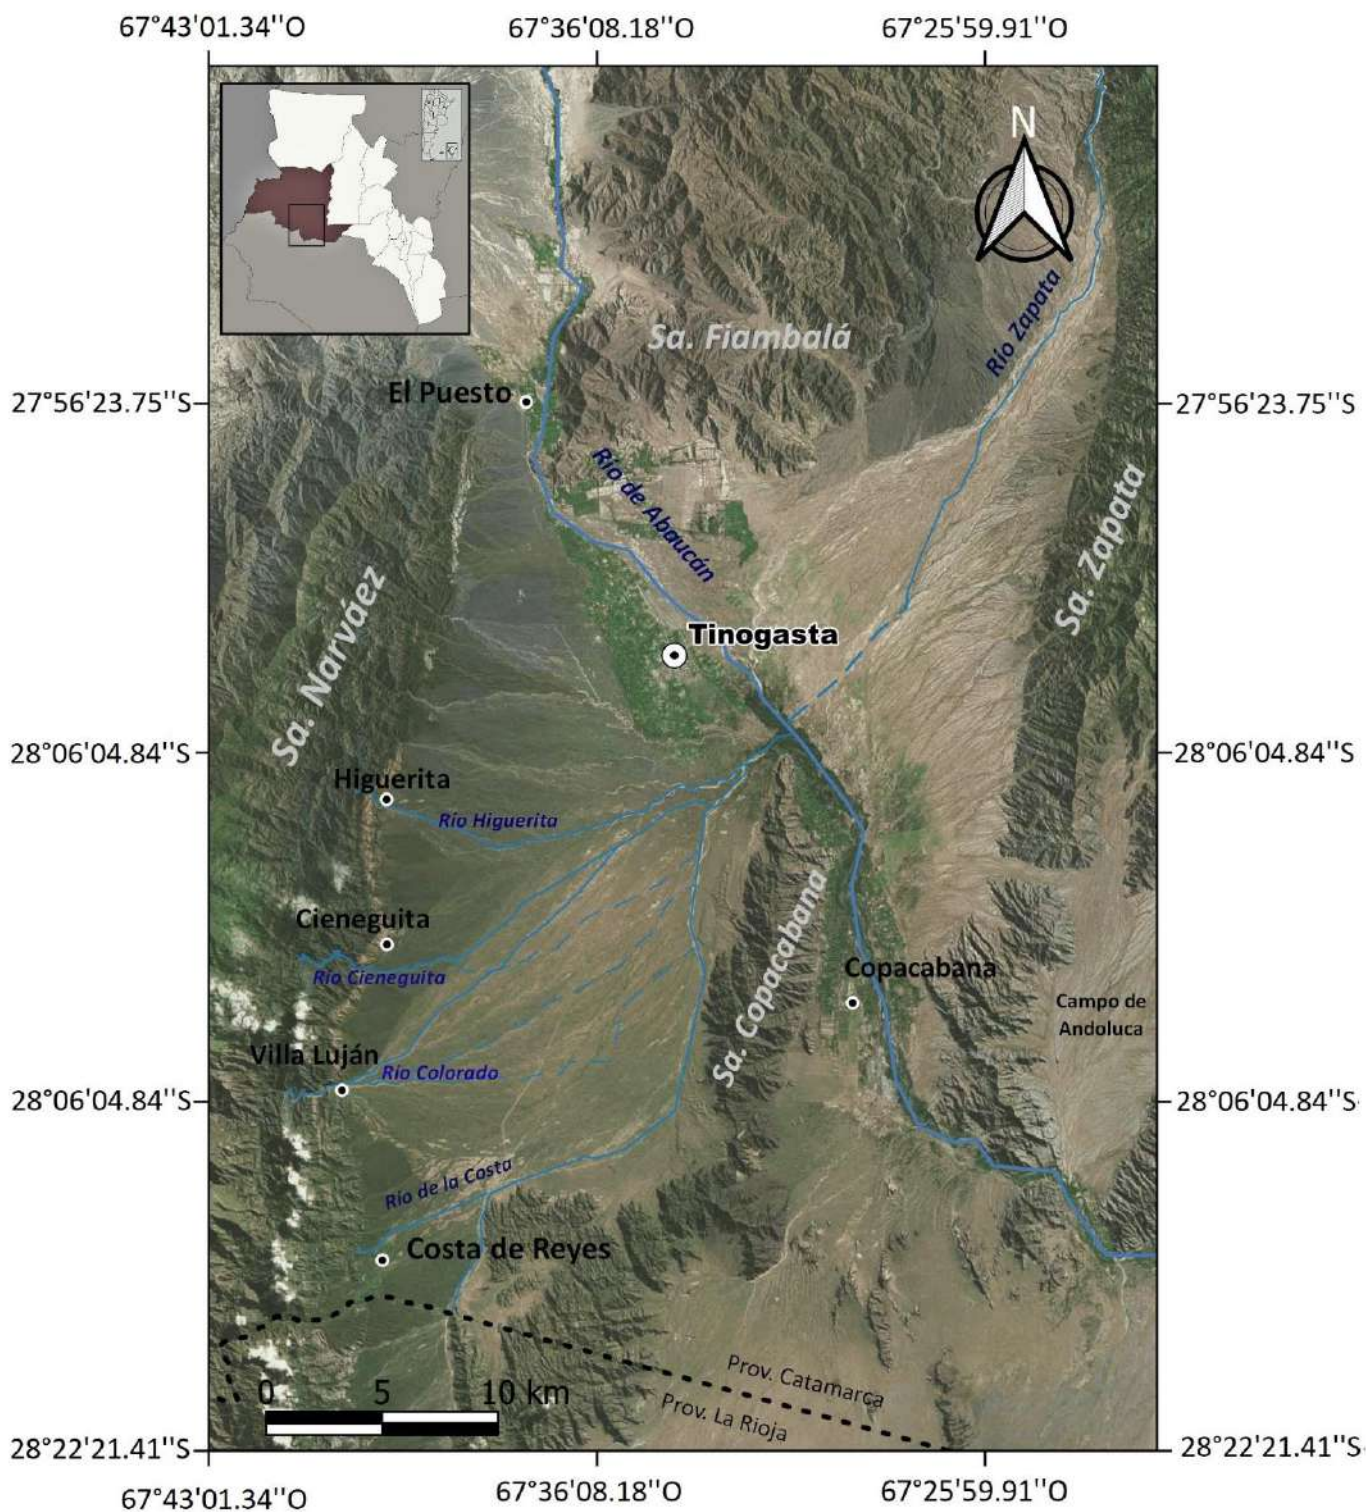 67°43'01.34''O 67°36'08.18''O 67°25'59.91''O
N
Río Zapata
Sa. Fiambalá
El Puesto
27°56'23.75''S 27°56'23.75''S
Río de Abaucán
Sa. Zapata
Sa. Narváez
Tinogasta
28°06'04.84''S 28°06'04.84''S
Higuerita
Río Higuerita
Cieneguita
Río Cieneguita
Sa. Copacabana
Copacabana
Campo de
Andoluca
Villa Luján
Río Colorado
28°06'04.84''S 28°06'04.84''S
Río de la Costa
Costa de Reyes
Prov. Catamarca
Prov. La Rioja
0 5 10 km
28°22'21.41''S 28°22'21.41''S
67°43'01.34''O 67°36'08.18''O 67°25'59.91''O